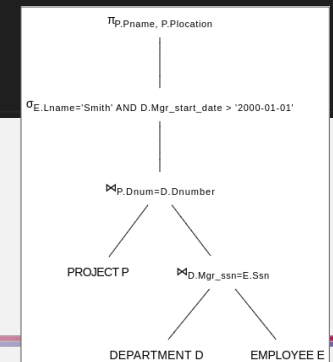 πP.Pname, P.Plocation
σE.Lname='Smith' AND D.Mgr_start_date > '2000-01-01'
⋈P.Dnum=D.Dnumber
PROJECT P ⋈D.Mgr_ssn=E.Ssn
DEPARTMENT D EMPLOYEE E